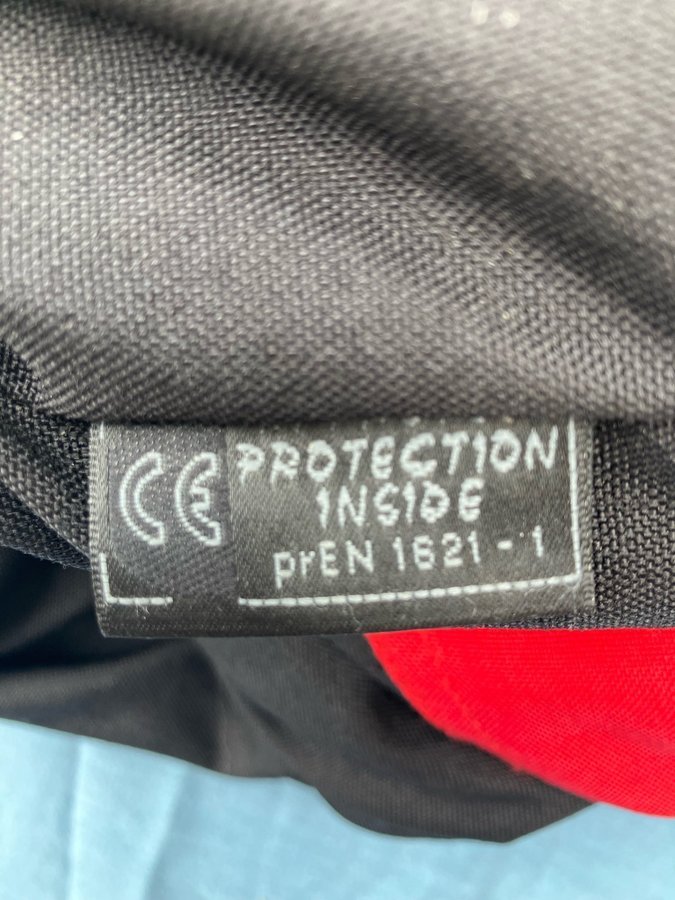 CE PROTECTION
INSIDE
prEN 1621 - 1